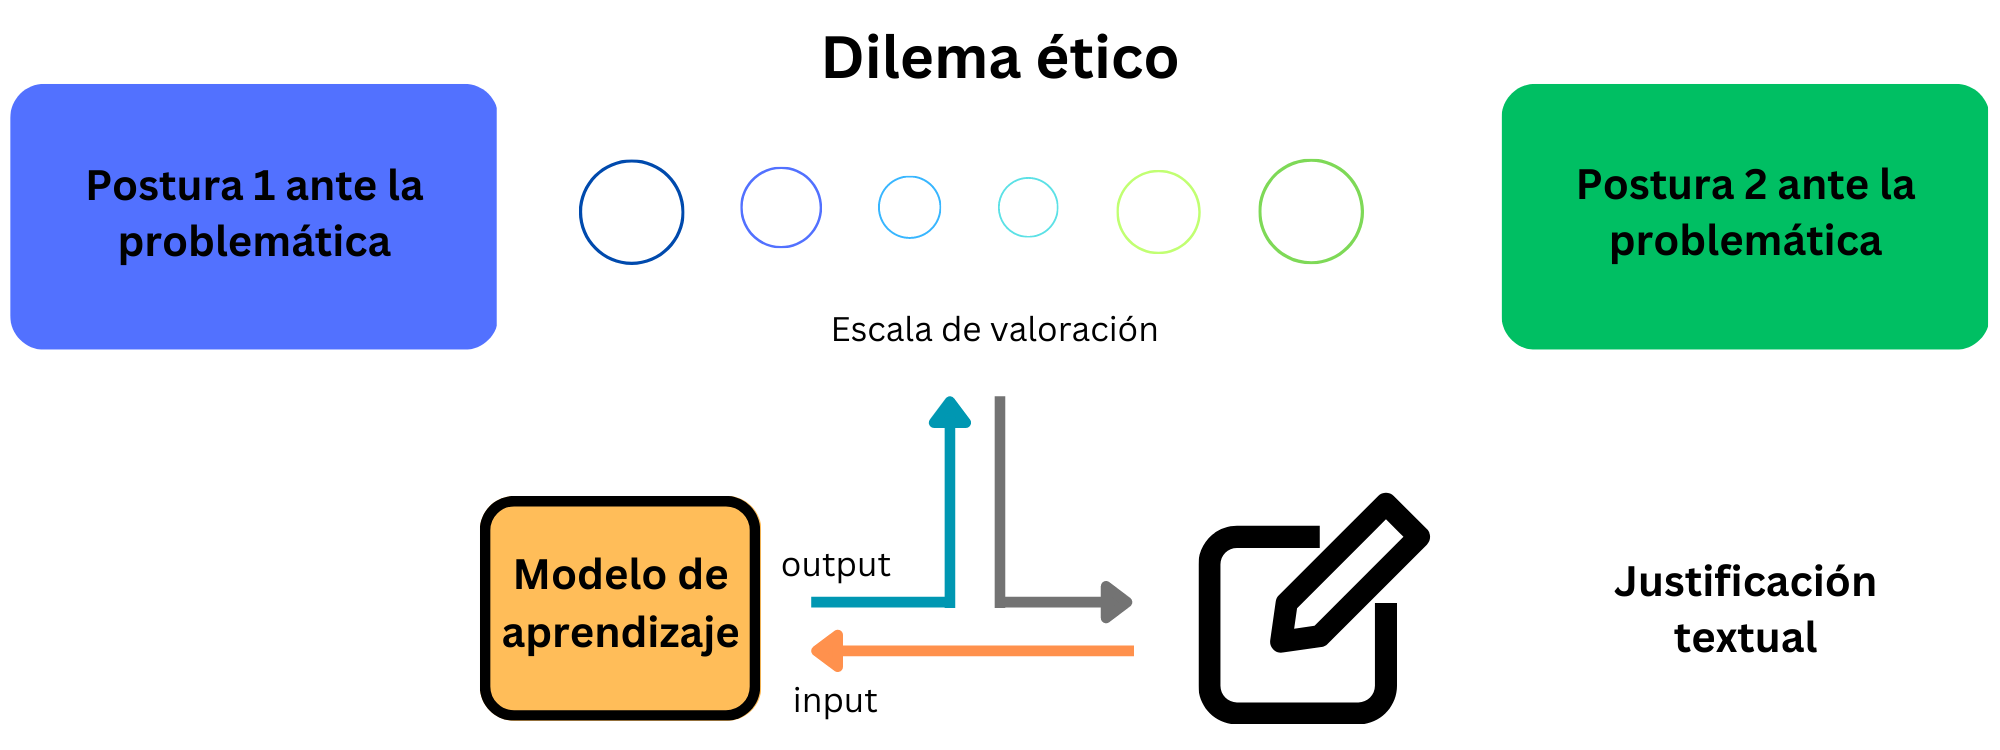 Dilema ético
Postura 1 ante la
problemática
Postura 2 ante la
problemática
Escala de valoración
output
Modelo de
aprendizaje
input
Justificación
textual